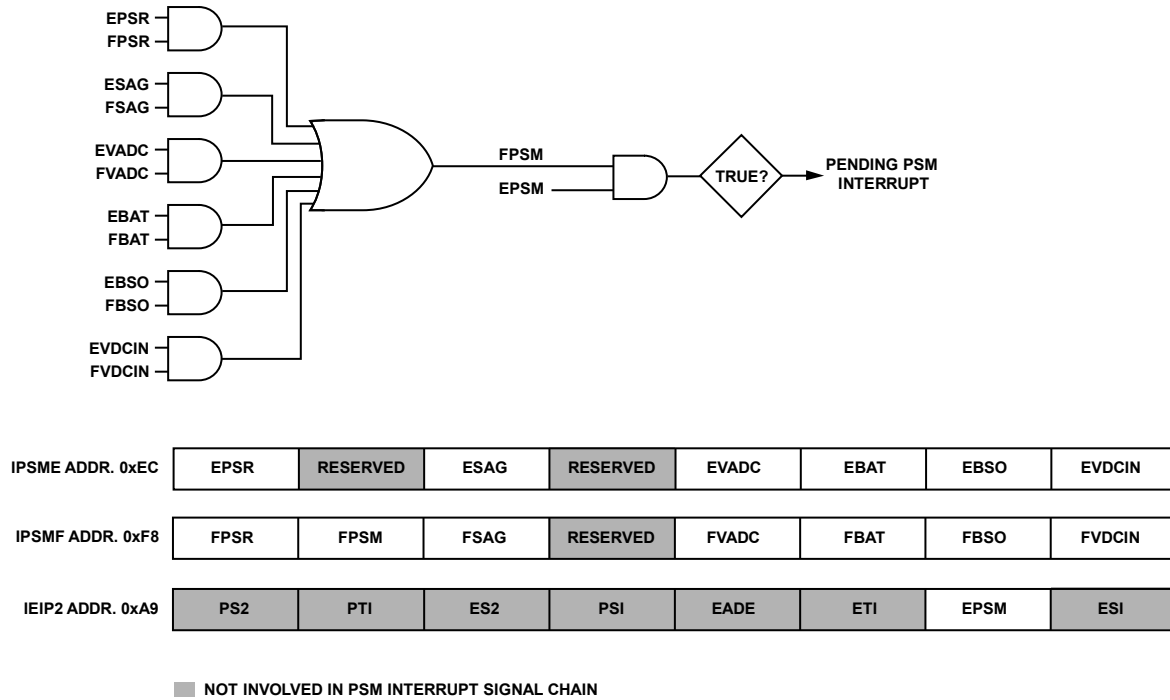 EPSR
FPSR
ESAG
FSAG
EVADC
FVADC
EBAT
FBAT
EBSO
FBSO
EVDCIN
FVDCIN
FPSM
EPSM
TRUE?
PENDING PSM
INTERRUPT
IPSME ADDR. 0xEC EPSR RESERVED ESAG RESERVED EVADC EBAT EBSO EVDCIN
IPSMF ADDR. 0xF8 FPSR FPSM FSAG RESERVED FVADC FBAT FBSO FVDCIN
IEIP2 ADDR. 0xA9 PS2 PTI ES2 PSI EADE ETI EPSM ESI
NOT INVOLVED IN PSM INTERRUPT SIGNAL CHAIN